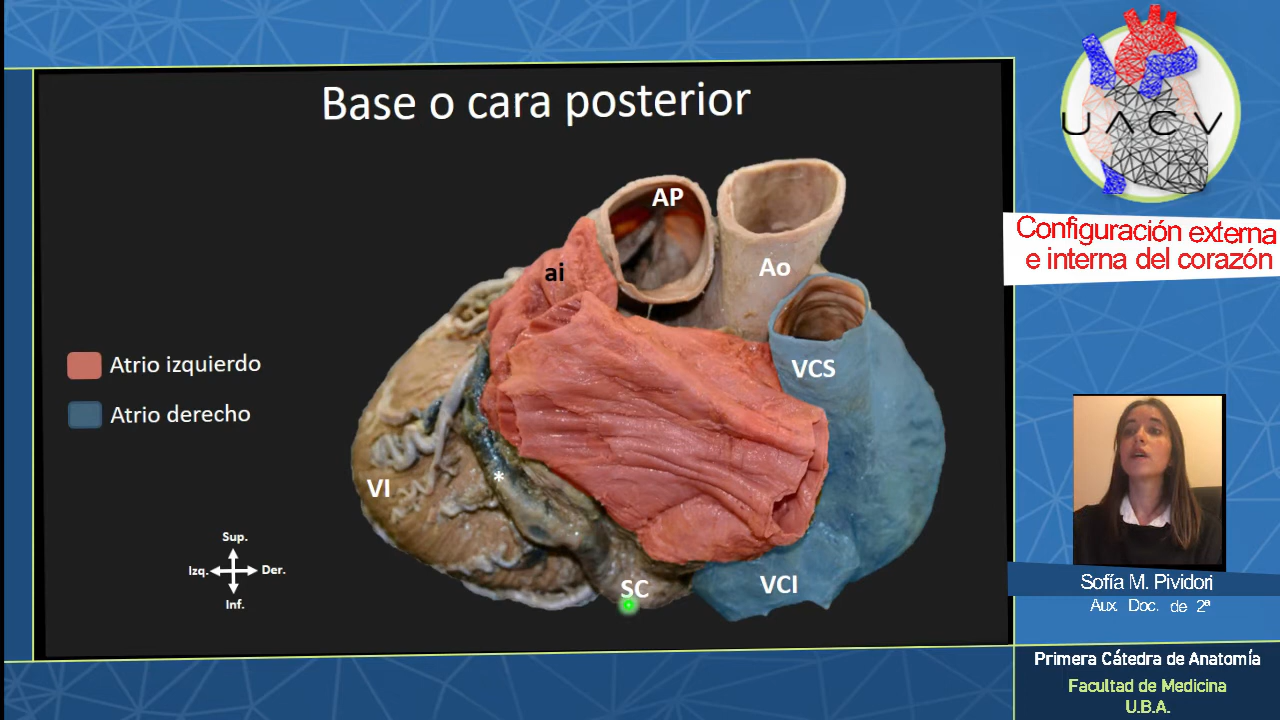 Base o cara posterior
AP
Ao
ai
VCS
Atrio izquierdo
Atrio derecho
VI
*
SC
VCI
Sup.
Izq.
Der.
Inf.
UACV
Configuración externa
e interna del corazón
Sofía M. Pividori
Aux. Doc. de 2ª
Primera Cátedra de Anatomía
Facultad de Medicina
U.B.A.